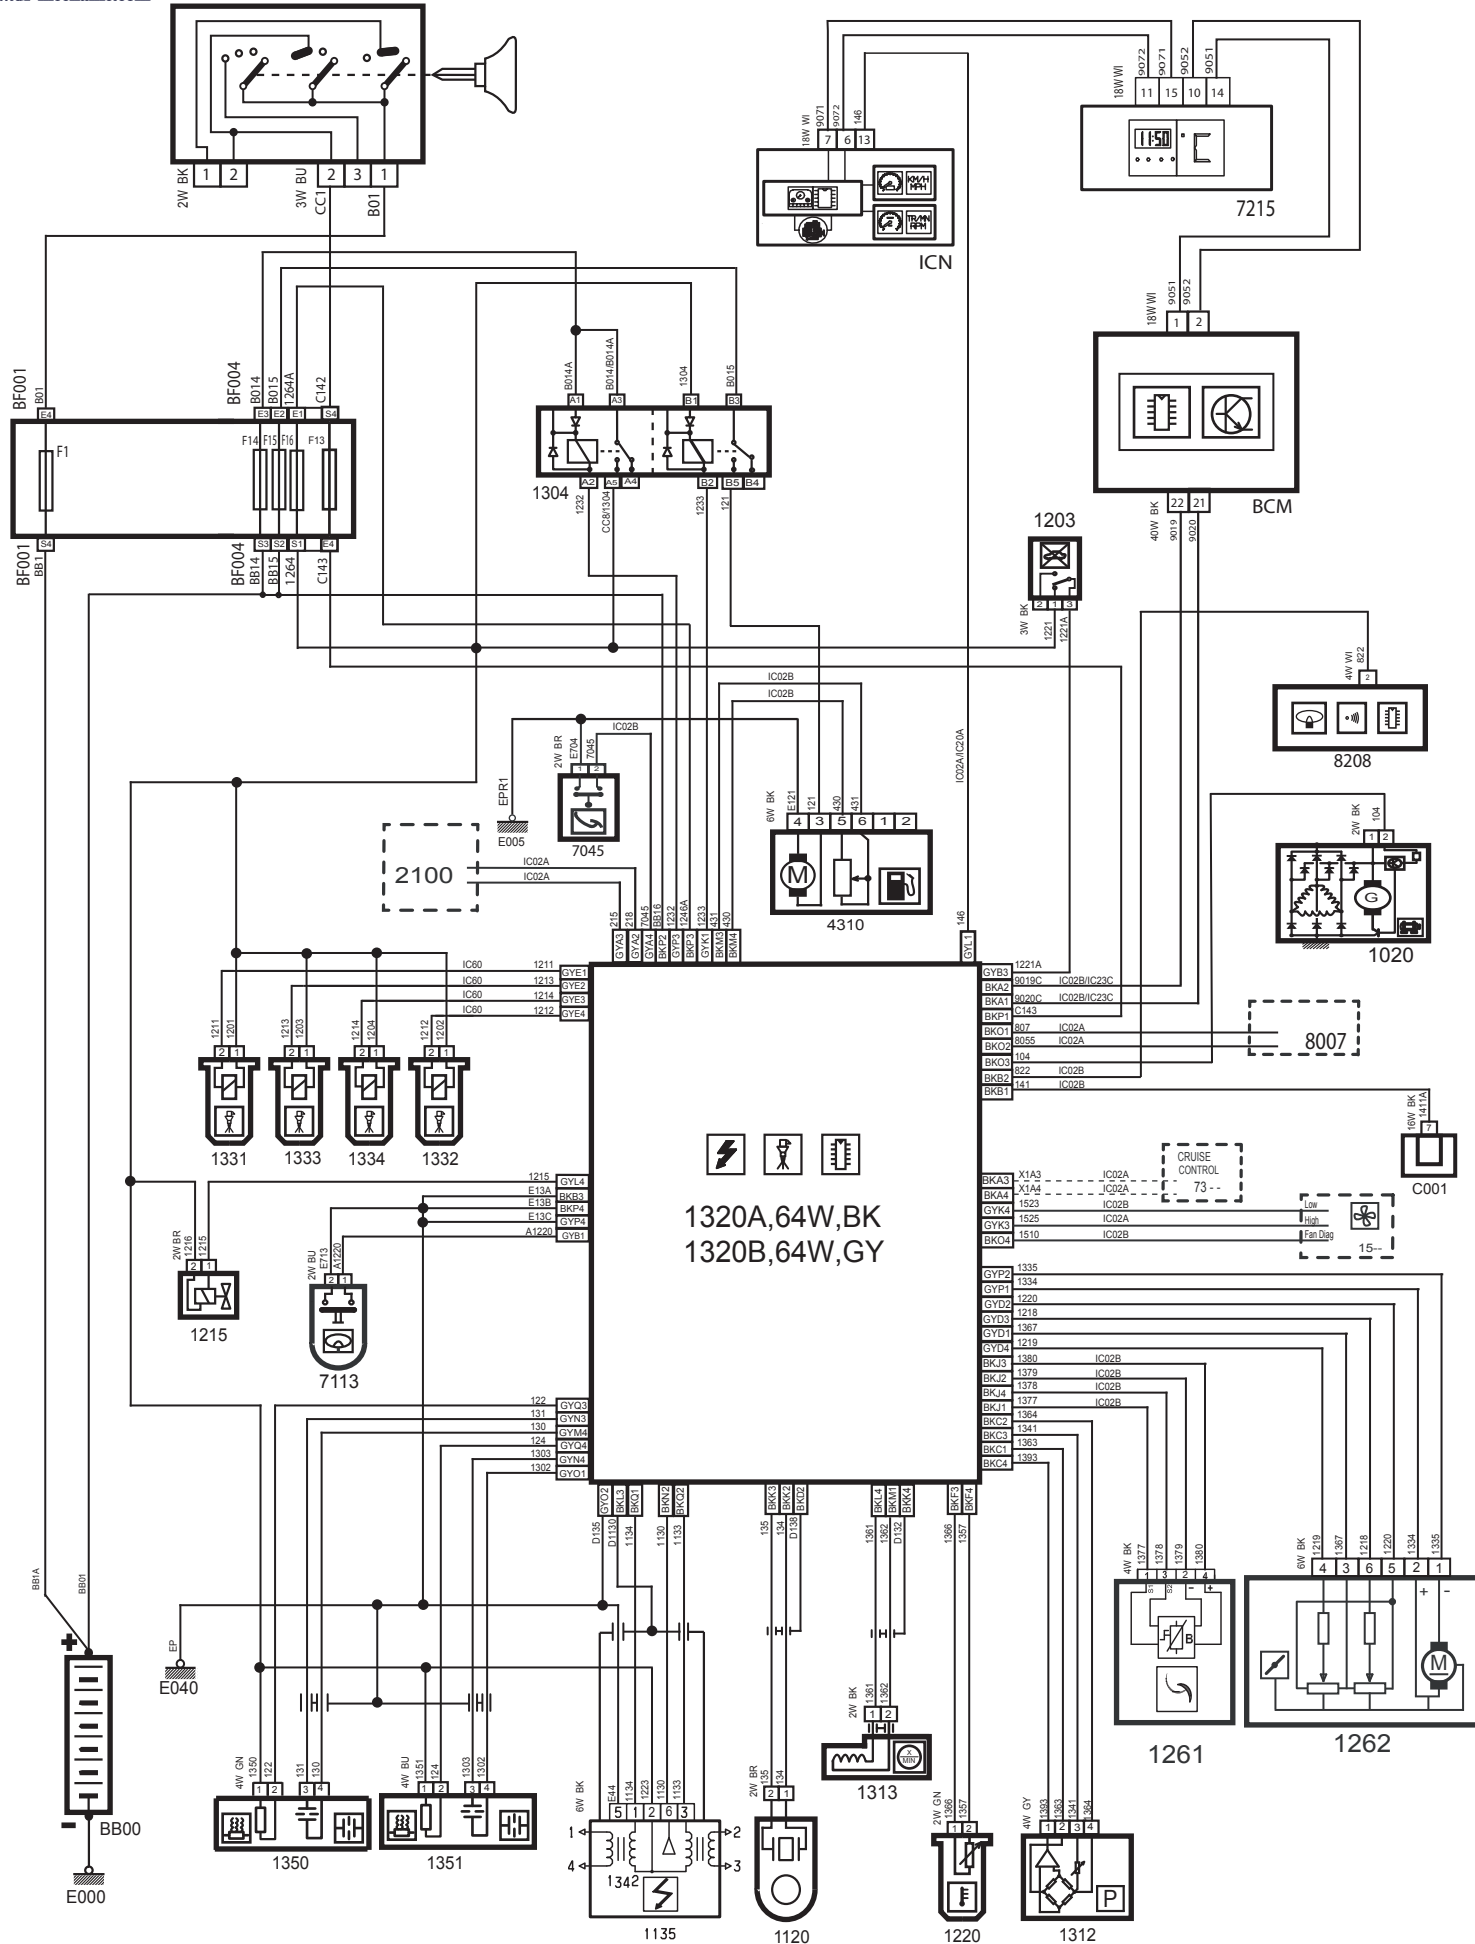 2W BK
1 2
3W BU
2 3 1
CC1
B01
18W WI
9071 9072 146
7 6 13
KM/H
MPH
TR/MN
RPM
ICN
18W WI
9072 9071 9052 9051
11 15 10 14
11:50
°C
7215
18W WI
9051 9052
1 2
BCM
22 21
40W BK
9019 9020
BF001
B01
E4
F1
S4
BF001
BB1
BF004
B014 B015 1264A C142
E3 E2 E1 S4
F14 F15 F16 F13
S3 S2 S1 E4
BF004
BB14 BB15 1264 C143
B014A B014/B014A 1304 B015
A1 A3 B1 B3
1304
A2 A5 A4 B2 B5 B4
1232 CC8/1304 1233 121
1203
2 1 3
3W BK
1221 1221A
4W WI
822
2
8208
IC02B
IC02B
IC02A/IC20A
2W BR
E704 7045
IC02B
1 2
7045
EPR1
E005
6W BK
E121 121 430 431
4 3 5 6 1 2
M
4310
2100
IC02A
IC02A
2W BK
104
1 2
G
1020
215 218 7045 BB16 1232 1246A 1233 431 430
GYA3 GYA2 GYA4 BKP2 GYP3 BKP3 GYK1 BKM3 BKM4
146
GYL1
IC60 1211 GYE1
IC60 1213 GYE2
IC60 1214 GYE3
IC60 1212 GYE4
1211 1201 1213 1203 1214 1204 1212 1202
2 1 2 1 2 1 2 1
1331 1333 1334 1332
GYB3 1221A
BKA2 9019C IC02B/IC23C
BKA1 9020C IC02B/IC23C
BKP1 C143
BKO1 807 IC02A
BKO2 8055 IC02A
BKO3 104
BKB2 822 IC02B
BKB1 141 IC02B
8007
16W BK
1411A
7
C001
BKA3 X1A3 IC02A
BKA4 X1A4 IC02A
GYK4 1523 IC02B
GYK3 1525 IC02A
BKO4 1510 IC02B
CRUISE
CONTROL
73 - -
Low
High
Fan Diag
15--
1320A,64W,BK
1320B,64W,GY
1215 GYL4
E13A BKB3
E13B BKP4
E13C GYP4
A1220 GYB1
2W BR
1216 1215
2 1
1215
2W BU
E713 A1220
2 1
7113
GYP2 1335
GYP1 1334
GYD2 1220
GYD3 1218
GYD1 1367
GYD4 1219
BKJ3 1380 IC02B
BKJ2 1379 IC02B
BKJ4 1378 IC02B
BKJ1 1377 IC02B
BKC2 1364
BKC3 1341
BKC1 1363
BKC4 1393
122 GYQ3
131 GYN3
130 GYM4
124 GYQ4
1303 GYN4
1302 GYO1
GYO2 BKL3 BKQ1 BKN2 BKQ2
D135 D1130 1134 1130 1133
BKK3 BKK2 BKD2
135 134 D138
BKL4 BKM1 BKK4
1361 1362 D132
BKF3 BKF4
1366 1357
BB1A
BB01
+
-
BB00
E000
EP
E040
4W GN
1350 122 131 130
1 2 3 4
1350
4W BU
1351 124 1303 1302
1 2 3 4
1351
6W BK
E44 1134 1223 1130 1133
5 1 2 6 3
1
4
2
3
1342
1135
2W BR
135 134
2 1
1120
2W BK
1361 1362
1 2
X
MIN
1313
2W GN
1366 1357
1 2
1220
4W GY
1393 1363 1341 1364
1 2 3 4
P
1312
4W BK
1377 1378 1379 1380
1 3 2 4
S1 S2 - +
B
1261
6W BK
1219 1367 1218 1220 1334 1335
4 3 6 5 2 1
+ -
M
1262